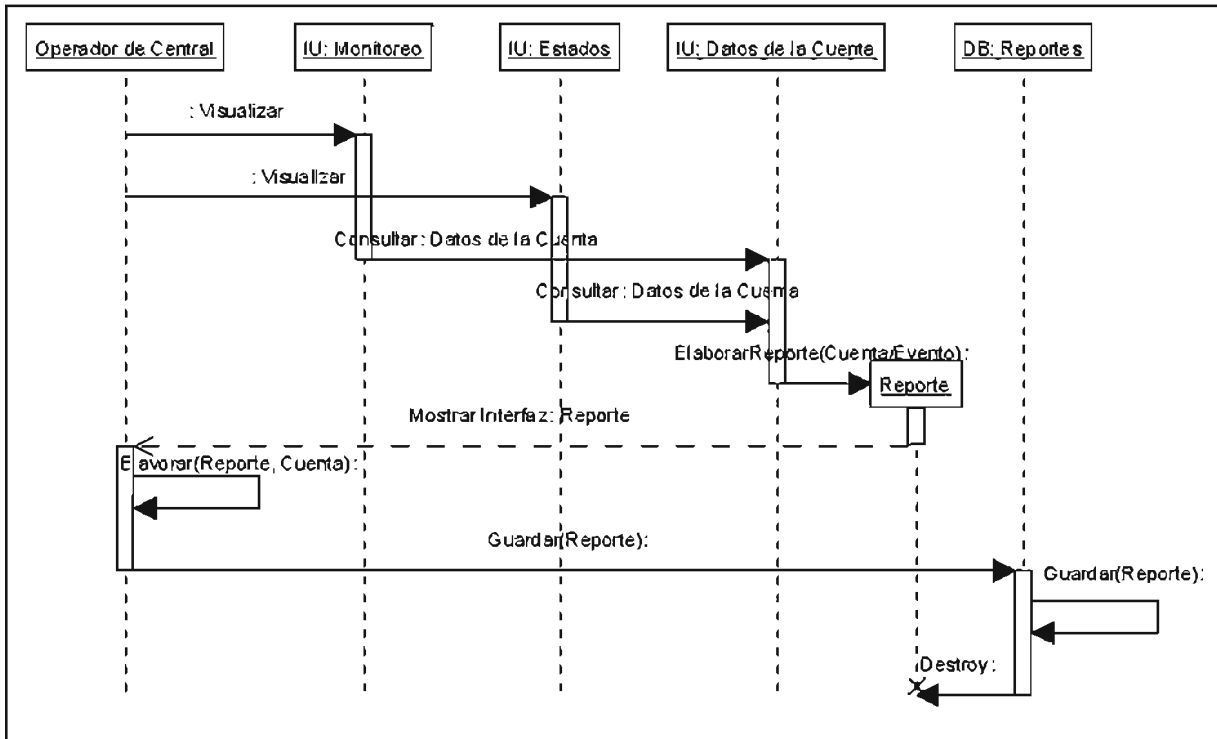 Operador de Central
IU: Monitoreo
IU: Estados
IU: Datos de la Cuenta
DB: Reportes
: Visualizar
: Visualizar
Consultar: Datos de la Cuenta
Consultar: Datos de la Cuenta
ElaborarReporte(Cuenta/Evento):
Reporte
Mostrar Interfaz: Reporte
Elavorar(Reporte, Cuenta):
Guardar(Reporte):
Guardar(Reporte):
Destroy: